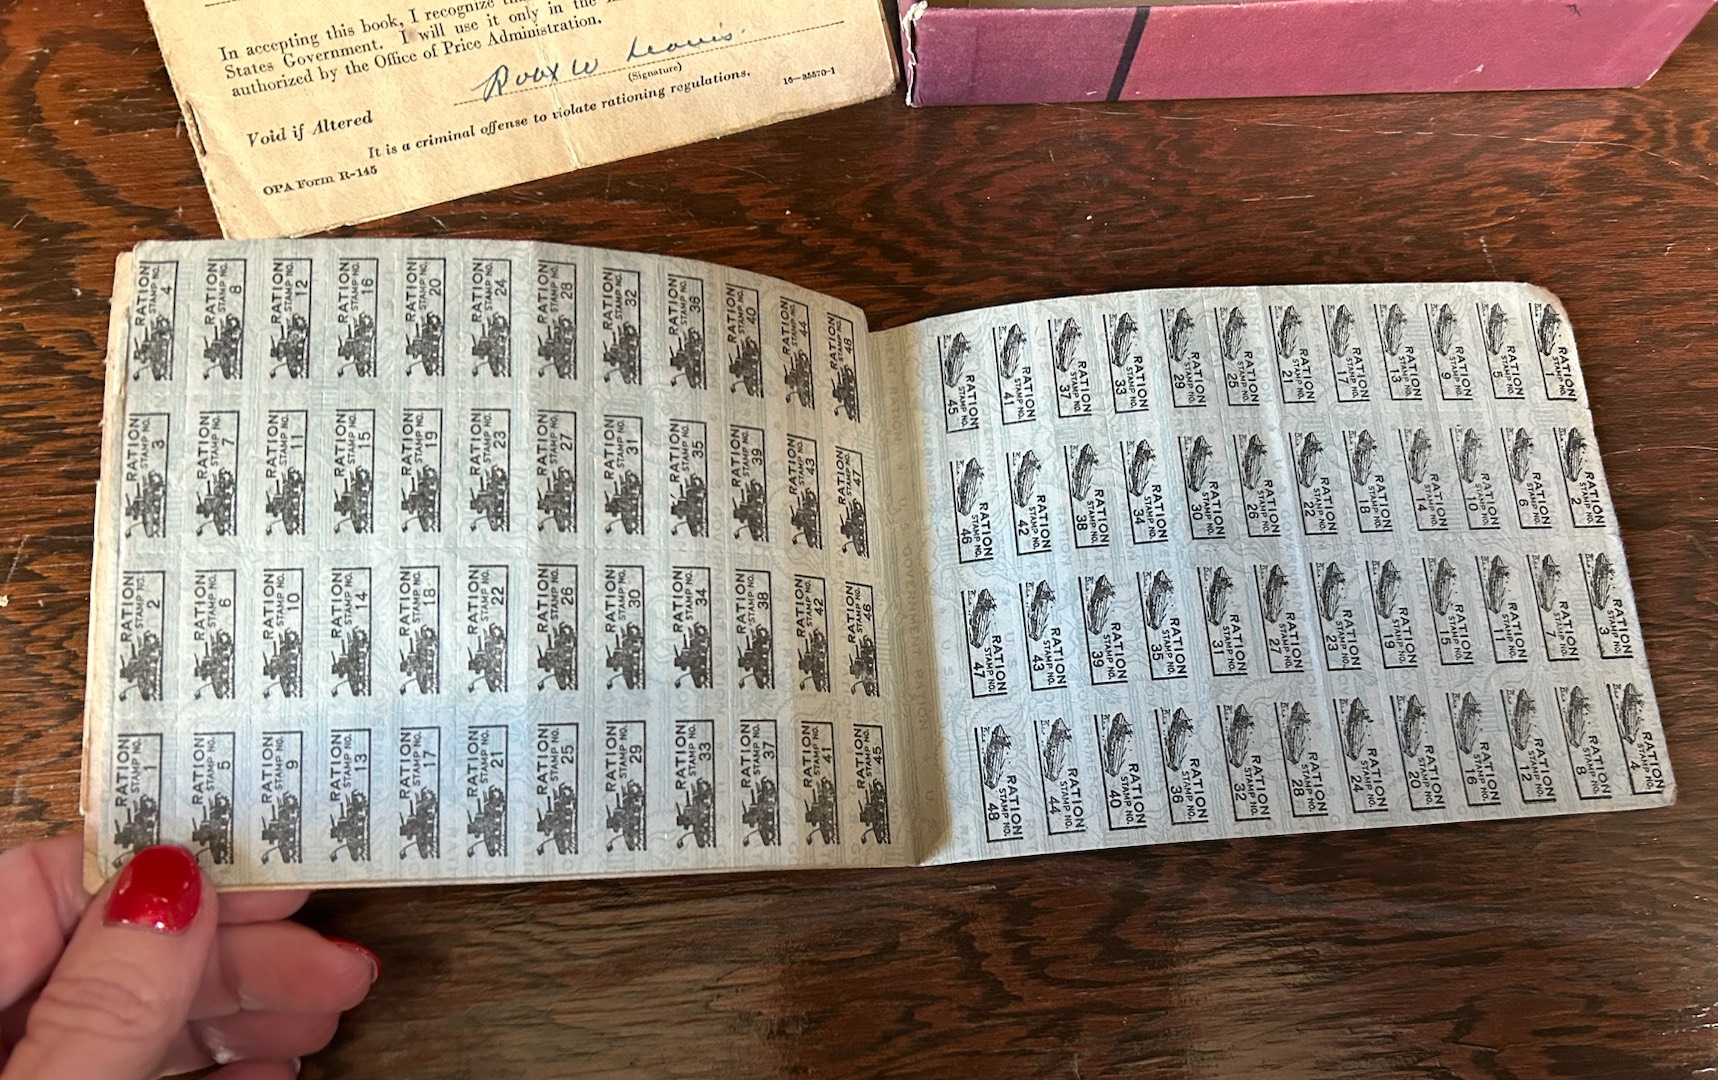 In accepting this book, I recognize
States Government. I will use it only in the
authorized by the Office of Price Administration.
(Signature)
Void if Altered
It is a criminal offense to violate rationing regulations.
16-35570-1
OPA Form R-145
RATION STAMP NO. 4
RATION STAMP NO. 8
RATION STAMP NO. 12
RATION STAMP NO. 16
RATION STAMP NO. 20
RATION STAMP NO. 24
RATION STAMP NO. 28
RATION STAMP NO. 32
RATION STAMP NO. 36
RATION STAMP NO. 40
RATION STAMP NO. 44
RATION STAMP NO. 48
RATION STAMP NO. 3
RATION STAMP NO. 7
RATION STAMP NO. 11
RATION STAMP NO. 15
RATION STAMP NO. 19
RATION STAMP NO. 23
RATION STAMP NO. 27
RATION STAMP NO. 31
RATION STAMP NO. 35
RATION STAMP NO. 39
RATION STAMP NO. 43
RATION STAMP NO. 47
RATION STAMP NO. 2
RATION STAMP NO. 6
RATION STAMP NO. 10
RATION STAMP NO. 14
RATION STAMP NO. 18
RATION STAMP NO. 22
RATION STAMP NO. 26
RATION STAMP NO. 30
RATION STAMP NO. 34
RATION STAMP NO. 38
RATION STAMP NO. 42
RATION STAMP NO. 46
RATION STAMP NO. 1
RATION STAMP NO. 5
RATION STAMP NO. 9
RATION STAMP NO. 13
RATION STAMP NO. 17
RATION STAMP NO. 21
RATION STAMP NO. 25
RATION STAMP NO. 29
RATION STAMP NO. 33
RATION STAMP NO. 37
RATION STAMP NO. 41
RATION STAMP NO. 45
RATION STAMP NO. 45
RATION STAMP NO. 41
RATION STAMP NO. 37
RATION STAMP NO. 33
RATION STAMP NO. 29
RATION STAMP NO. 25
RATION STAMP NO. 21
RATION STAMP NO. 17
RATION STAMP NO. 13
RATION STAMP NO. 9
RATION STAMP NO. 5
RATION STAMP NO. 1
RATION STAMP NO. 46
RATION STAMP NO. 42
RATION STAMP NO. 38
RATION STAMP NO. 34
RATION STAMP NO. 30
RATION STAMP NO. 26
RATION STAMP NO. 22
RATION STAMP NO. 18
RATION STAMP NO. 14
RATION STAMP NO. 10
RATION STAMP NO. 6
RATION STAMP NO. 2
RATION STAMP NO. 47
RATION STAMP NO. 43
RATION STAMP NO. 39
RATION STAMP NO. 35
RATION STAMP NO. 31
RATION STAMP NO. 27
RATION STAMP NO. 23
RATION STAMP NO. 19
RATION STAMP NO. 15
RATION STAMP NO. 11
RATION STAMP NO. 7
RATION STAMP NO. 3
RATION STAMP NO. 48
RATION STAMP NO. 44
RATION STAMP NO. 40
RATION STAMP NO. 36
RATION STAMP NO. 32
RATION STAMP NO. 28
RATION STAMP NO. 24
RATION STAMP NO. 20
RATION STAMP NO. 16
RATION STAMP NO. 12
RATION STAMP NO. 8
RATION STAMP NO. 4